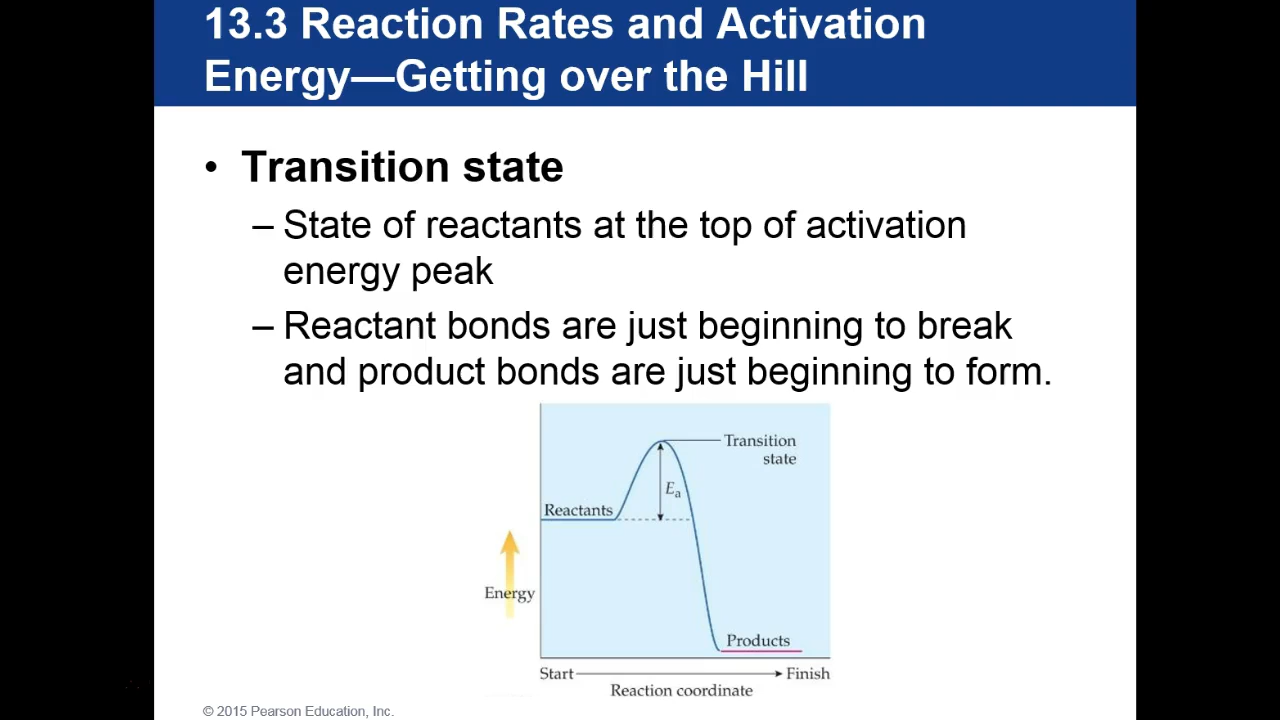 13.3 Reaction Rates and Activation
Energy—Getting over the Hill
• Transition state
– State of reactants at the top of activation
energy peak
– Reactant bonds are just beginning to break
and product bonds are just beginning to form.
Transition
state
Ea
Reactants
Energy
Products
Start
Finish
Reaction coordinate
© 2015 Pearson Education, Inc.